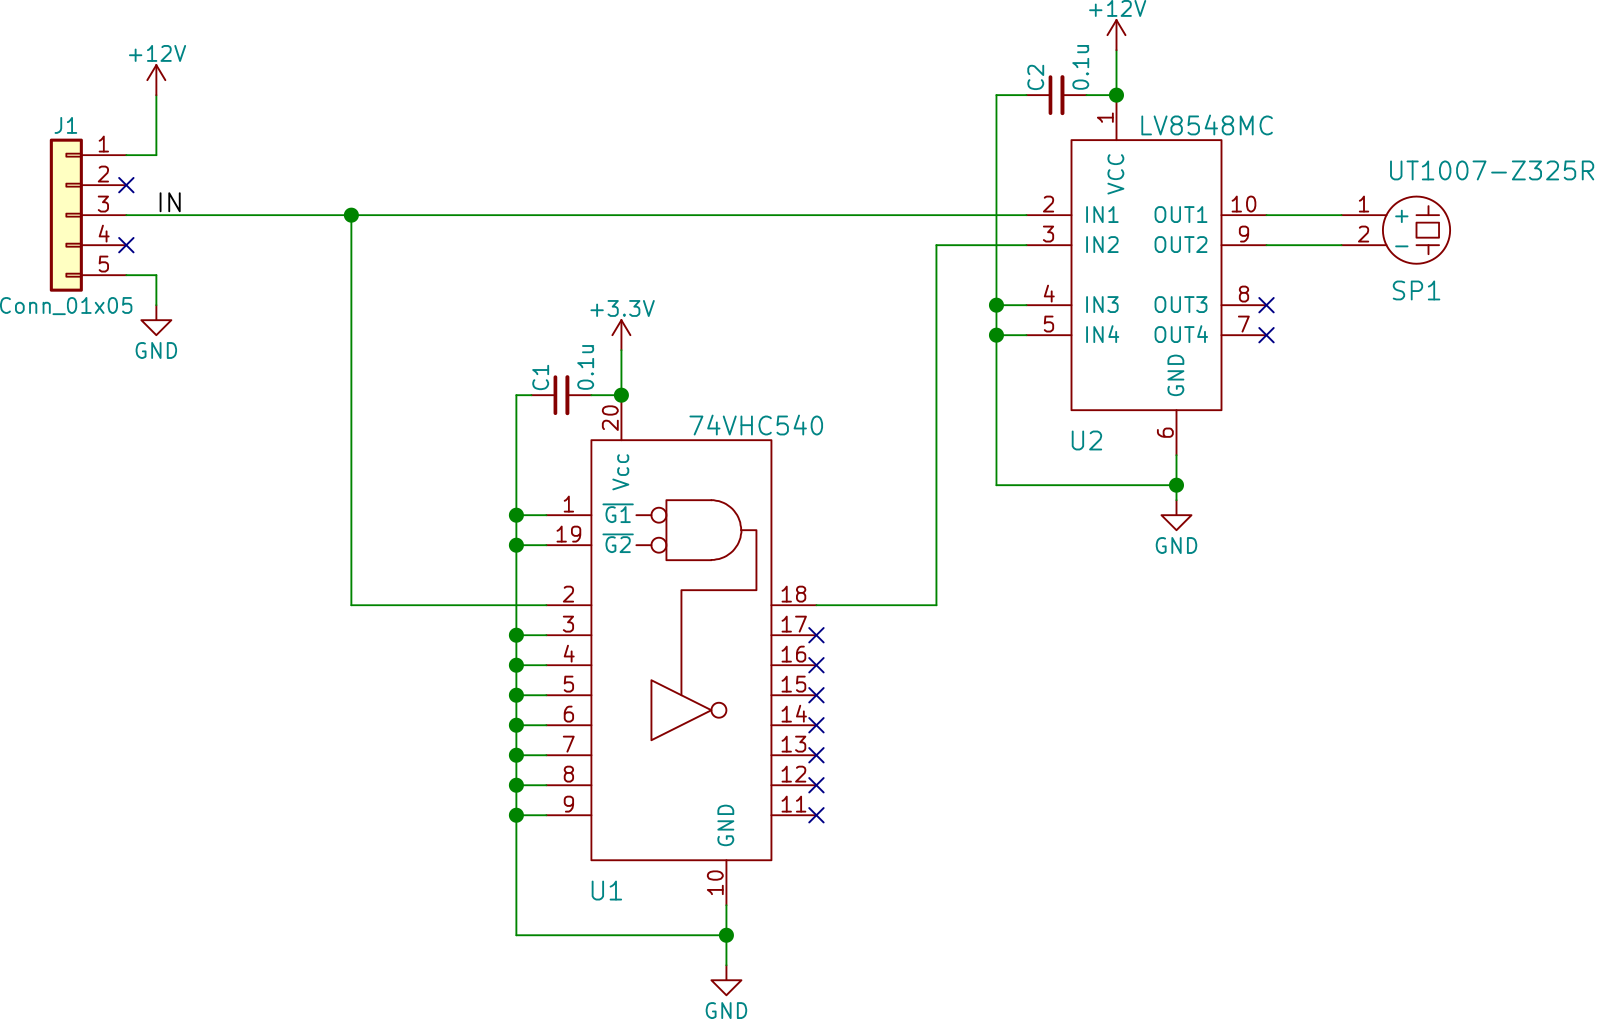 +12V
J1
1
2
3
4
5
IN
Conn_01x05
GND
+3.3V
C1
0.1u
20
74VHC540
Vcc
1
G1
19
G2
2
3
4
5
6
7
8
9
18
17
16
15
14
13
12
11
GND
10
U1
GND
+12V
C2
0.1u
1
LV8548MC
VCC
2 IN1 OUT1 10
3 IN2 OUT2 9
4 IN3 OUT3 8
5 IN4 OUT4 7
GND
6
U2
GND
UT1007-Z325R
1 +
2 −
SP1